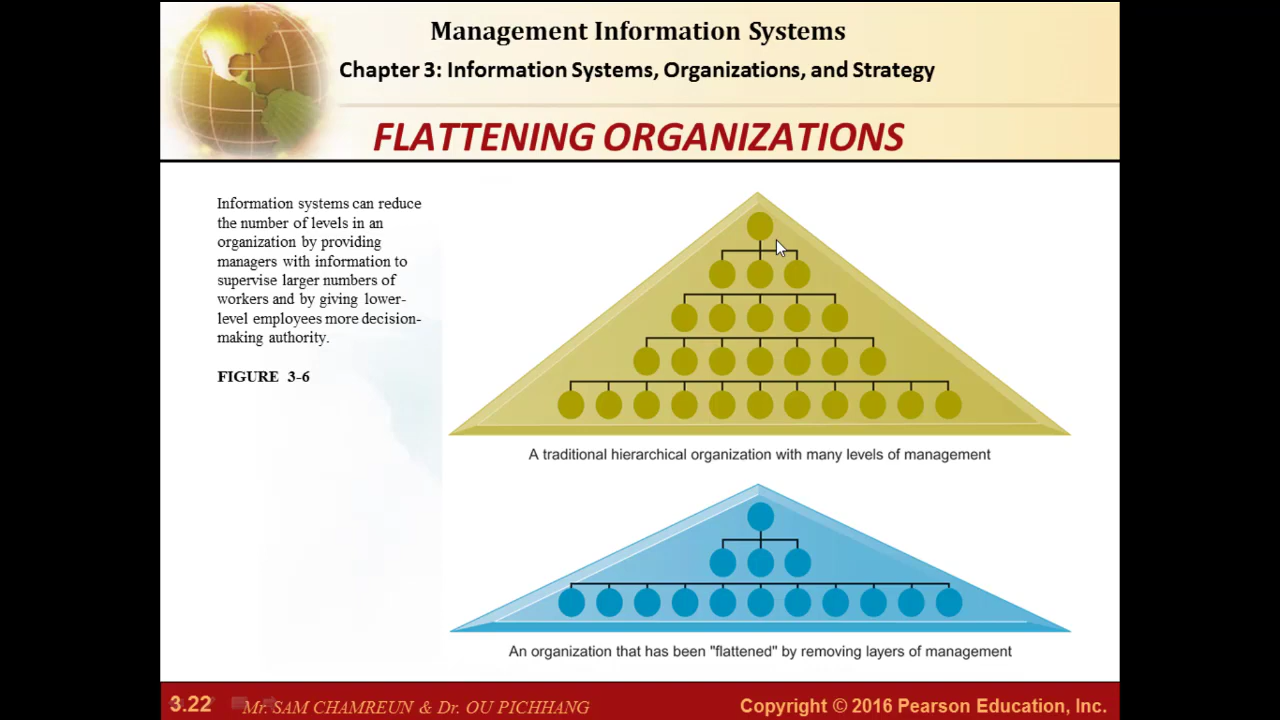 Management Information Systems
Chapter 3: Information Systems, Organizations, and Strategy
FLATTENING ORGANIZATIONS
Information systems can reduce
the number of levels in an
organization by providing
managers with information to
supervise larger numbers of
workers and by giving lower-
level employees more decision-
making authority.
FIGURE 3-6
A traditional hierarchical organization with many levels of management
An organization that has been "flattened" by removing layers of management
3.22
Mr. SAM CHAMREUN & Dr. OU PICHHANG
Copyright © 2016 Pearson Education, Inc.